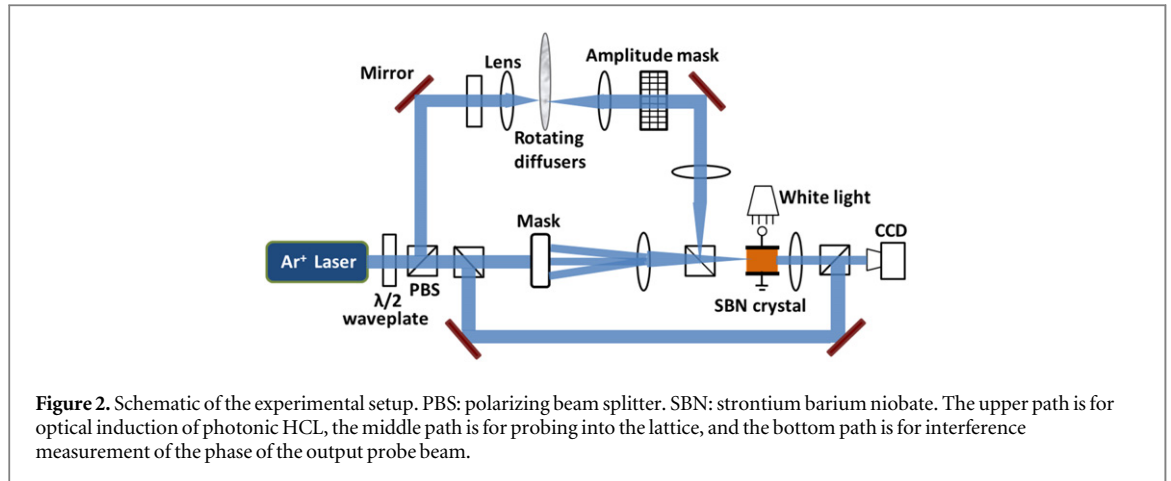 Mirror
Lens
Amplitude mask
Rotating
diffusers
White light
Mask
CCD
Ar⁺ Laser
PBS
λ/2
waveplate
SBN crystal
Figure 2. Schematic of the experimental setup. PBS: polarizing beam splitter. SBN: strontium barium niobate. The upper path is for
optical induction of photonic HCL, the middle path is for probing into the lattice, and the bottom path is for interference
measurement of the phase of the output probe beam.